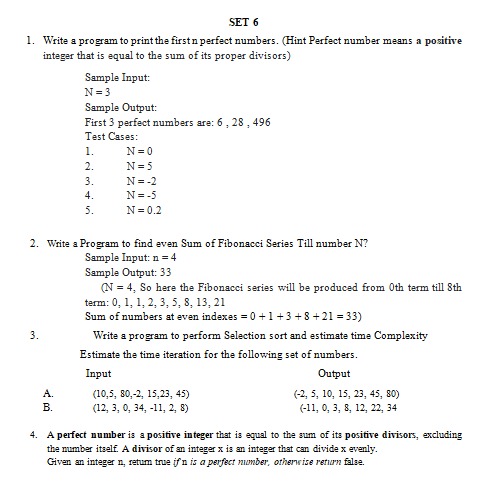 SET 6
1. Write a program to print the first n perfect numbers. (Hint Perfect number means a positive
integer that is equal to the sum of its proper divisors)
Sample Input:
N = 3
Sample Output:
First 3 perfect numbers are: 6 , 28 , 496
Test Cases:
1. N = 0
2. N = 5
3. N = -2
4. N = -5
5. N = 0.2
2. Write a Program to find even Sum of Fibonacci Series Till number N?
Sample Input: n = 4
Sample Output: 33
(N = 4, So here the Fibonacci series will be produced from 0th term till 8th
term: 0, 1, 1, 2, 3, 5, 8, 13, 21
Sum of numbers at even indexes = 0 + 1 + 3 + 8 + 21 = 33)
3. Write a program to perform Selection sort and estimate time Complexity
Estimate the time iteration for the following set of numbers.
Input Output
A. (10,5, 80,-2, 15,23, 45) (-2, 5, 10, 15, 23, 45, 80)
B. (12, 3, 0, 34, -11, 2, 8) (-11, 0, 3, 8, 12, 22, 34
4. A perfect number is a positive integer that is equal to the sum of its positive divisors, excluding
the number itself. A divisor of an integer x is an integer that can divide x evenly.
Given an integer n, return true if n is a perfect number, otherwise return false.